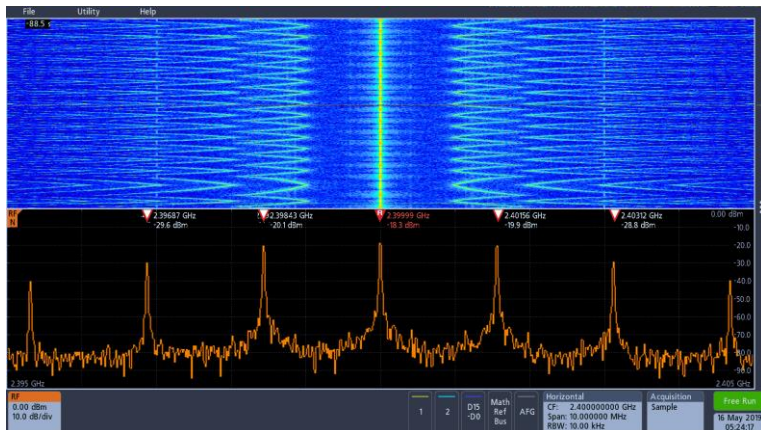 File Utility Help
-88.5 s
RF
N
2.39687 GHz 2.39843 GHz 2.39999 GHz 2.40156 GHz 2.40312 GHz 0.00 dBm
-29.6 dBm -20.1 dBm -18.3 dBm -19.9 dBm -28.8 dBm
-10.0
-20.0
-30.0
-40.0
-50.0
-60.0
-70.0
-80.0
-90.0
2.395 GHz 2.405 GHz
RF
0.00 dBm
10.0 dB/div
1 2
D15
-D0
Math
Ref
Bus
AFG
Horizontal
CF: 2.400000000 GHz
Span: 10.000000 MHz
RBW: 10.00 kHz
Acquisition
Sample
Free Run
16 May 2019
05:24:17